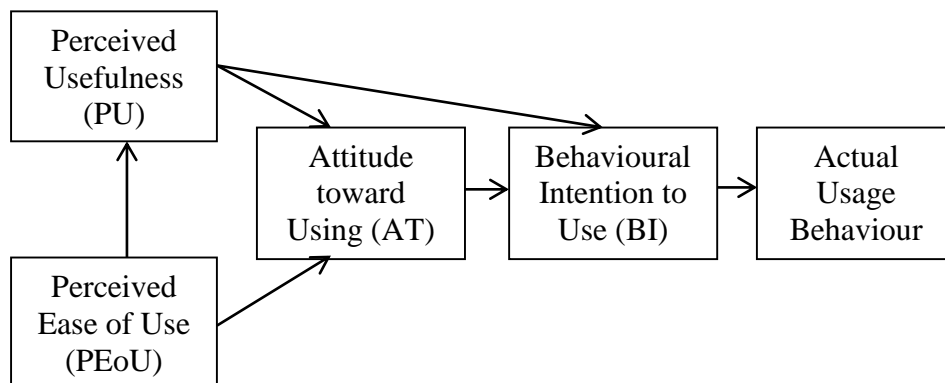 Perceived
Usefulness
(PU)
Attitude
toward
Using (AT)
Behavioural
Intention to
Use (BI)
Actual
Usage
Behaviour
Perceived
Ease of Use
(PEoU)